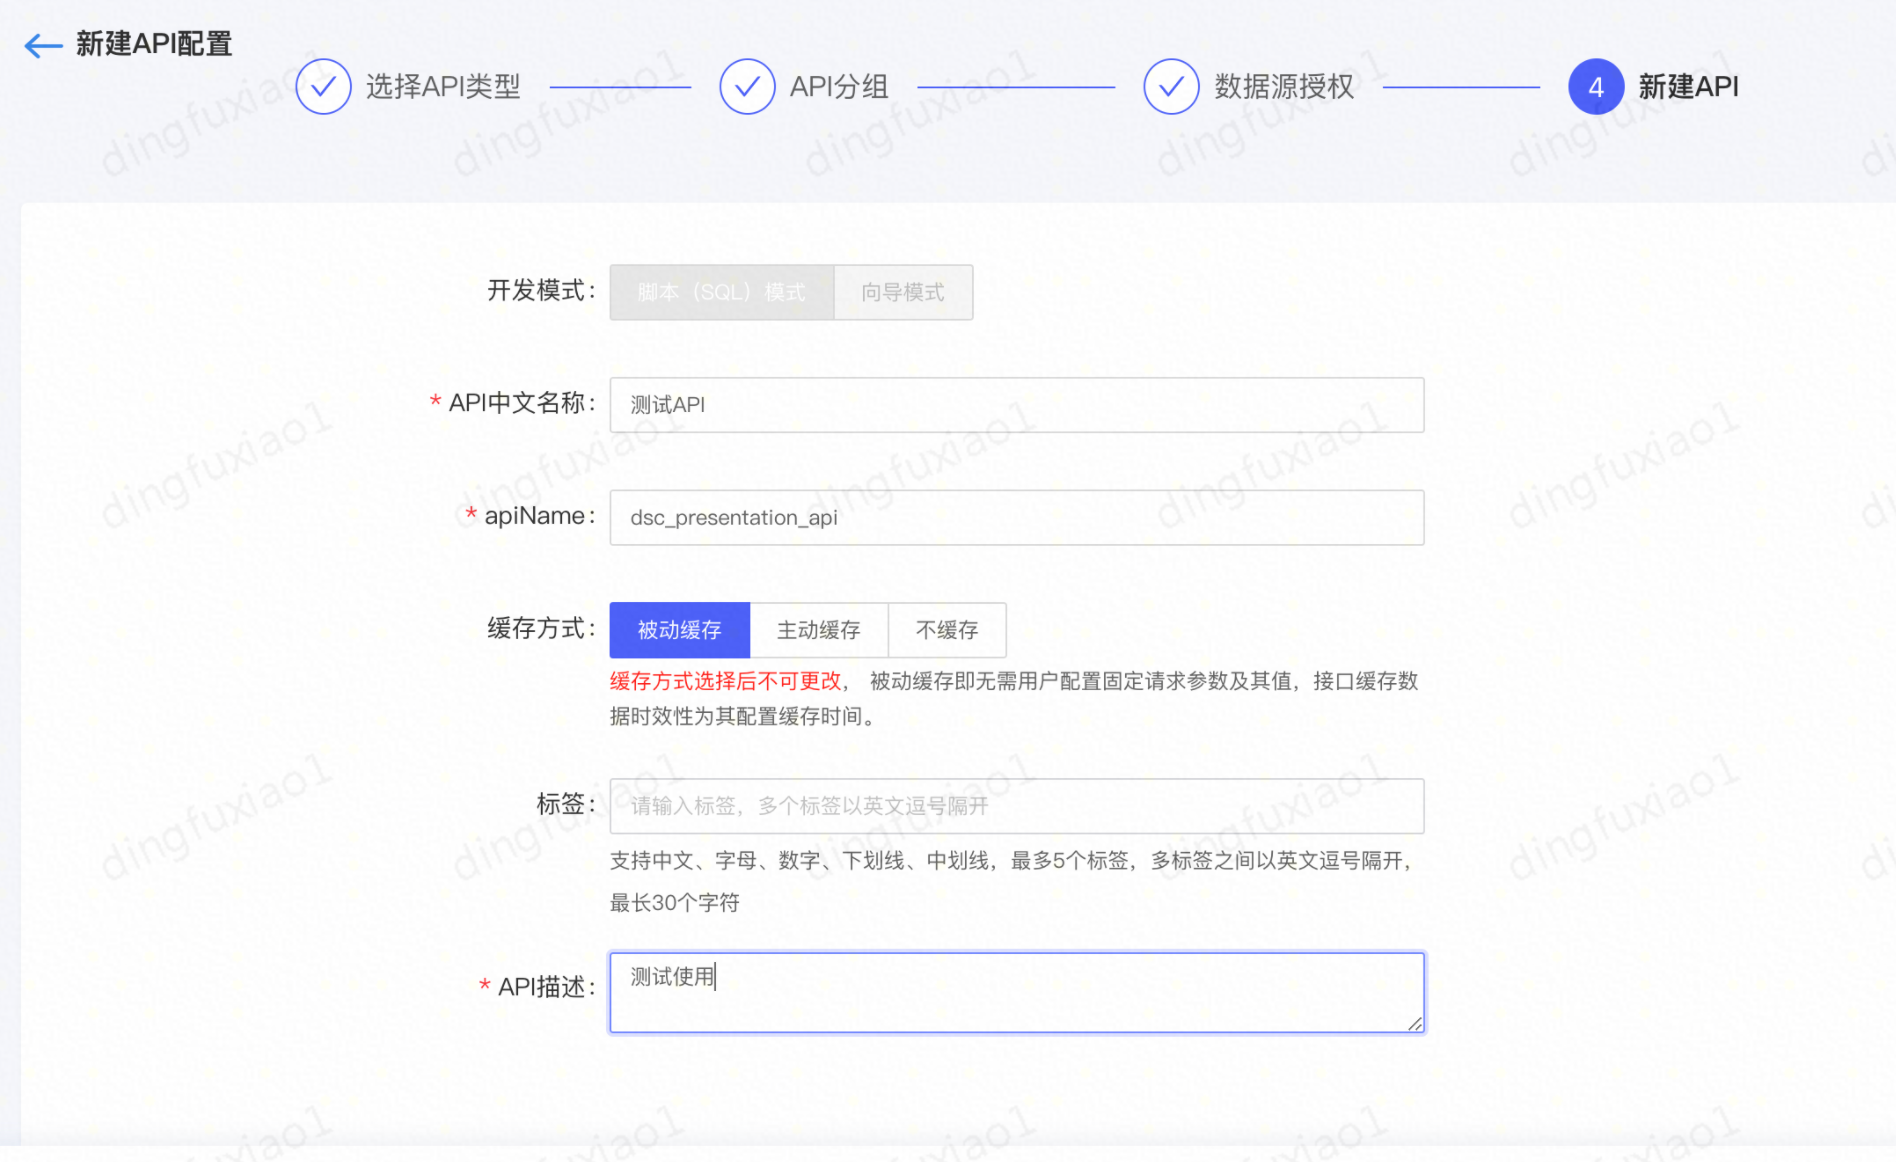 新建API配置
选择API类型
API分组
数据源授权
4 新建API
开发模式: 脚本（SQL）模式 向导模式
* API中文名称: 测试API
* apiName: dsc_presentation_api
缓存方式: 被动缓存 主动缓存 不缓存
缓存方式选择后不可更改， 被动缓存即无需用户配置固定请求参数及其值，接口缓存数
据时效性为其配置缓存时间。
标签: 请输入标签，多个标签以英文逗号隔开
支持中文、字母、数字、下划线、中划线，最多5个标签，多标签之间以英文逗号隔开，
最长30个字符
* API描述: 测试使用
dingfuxiao1